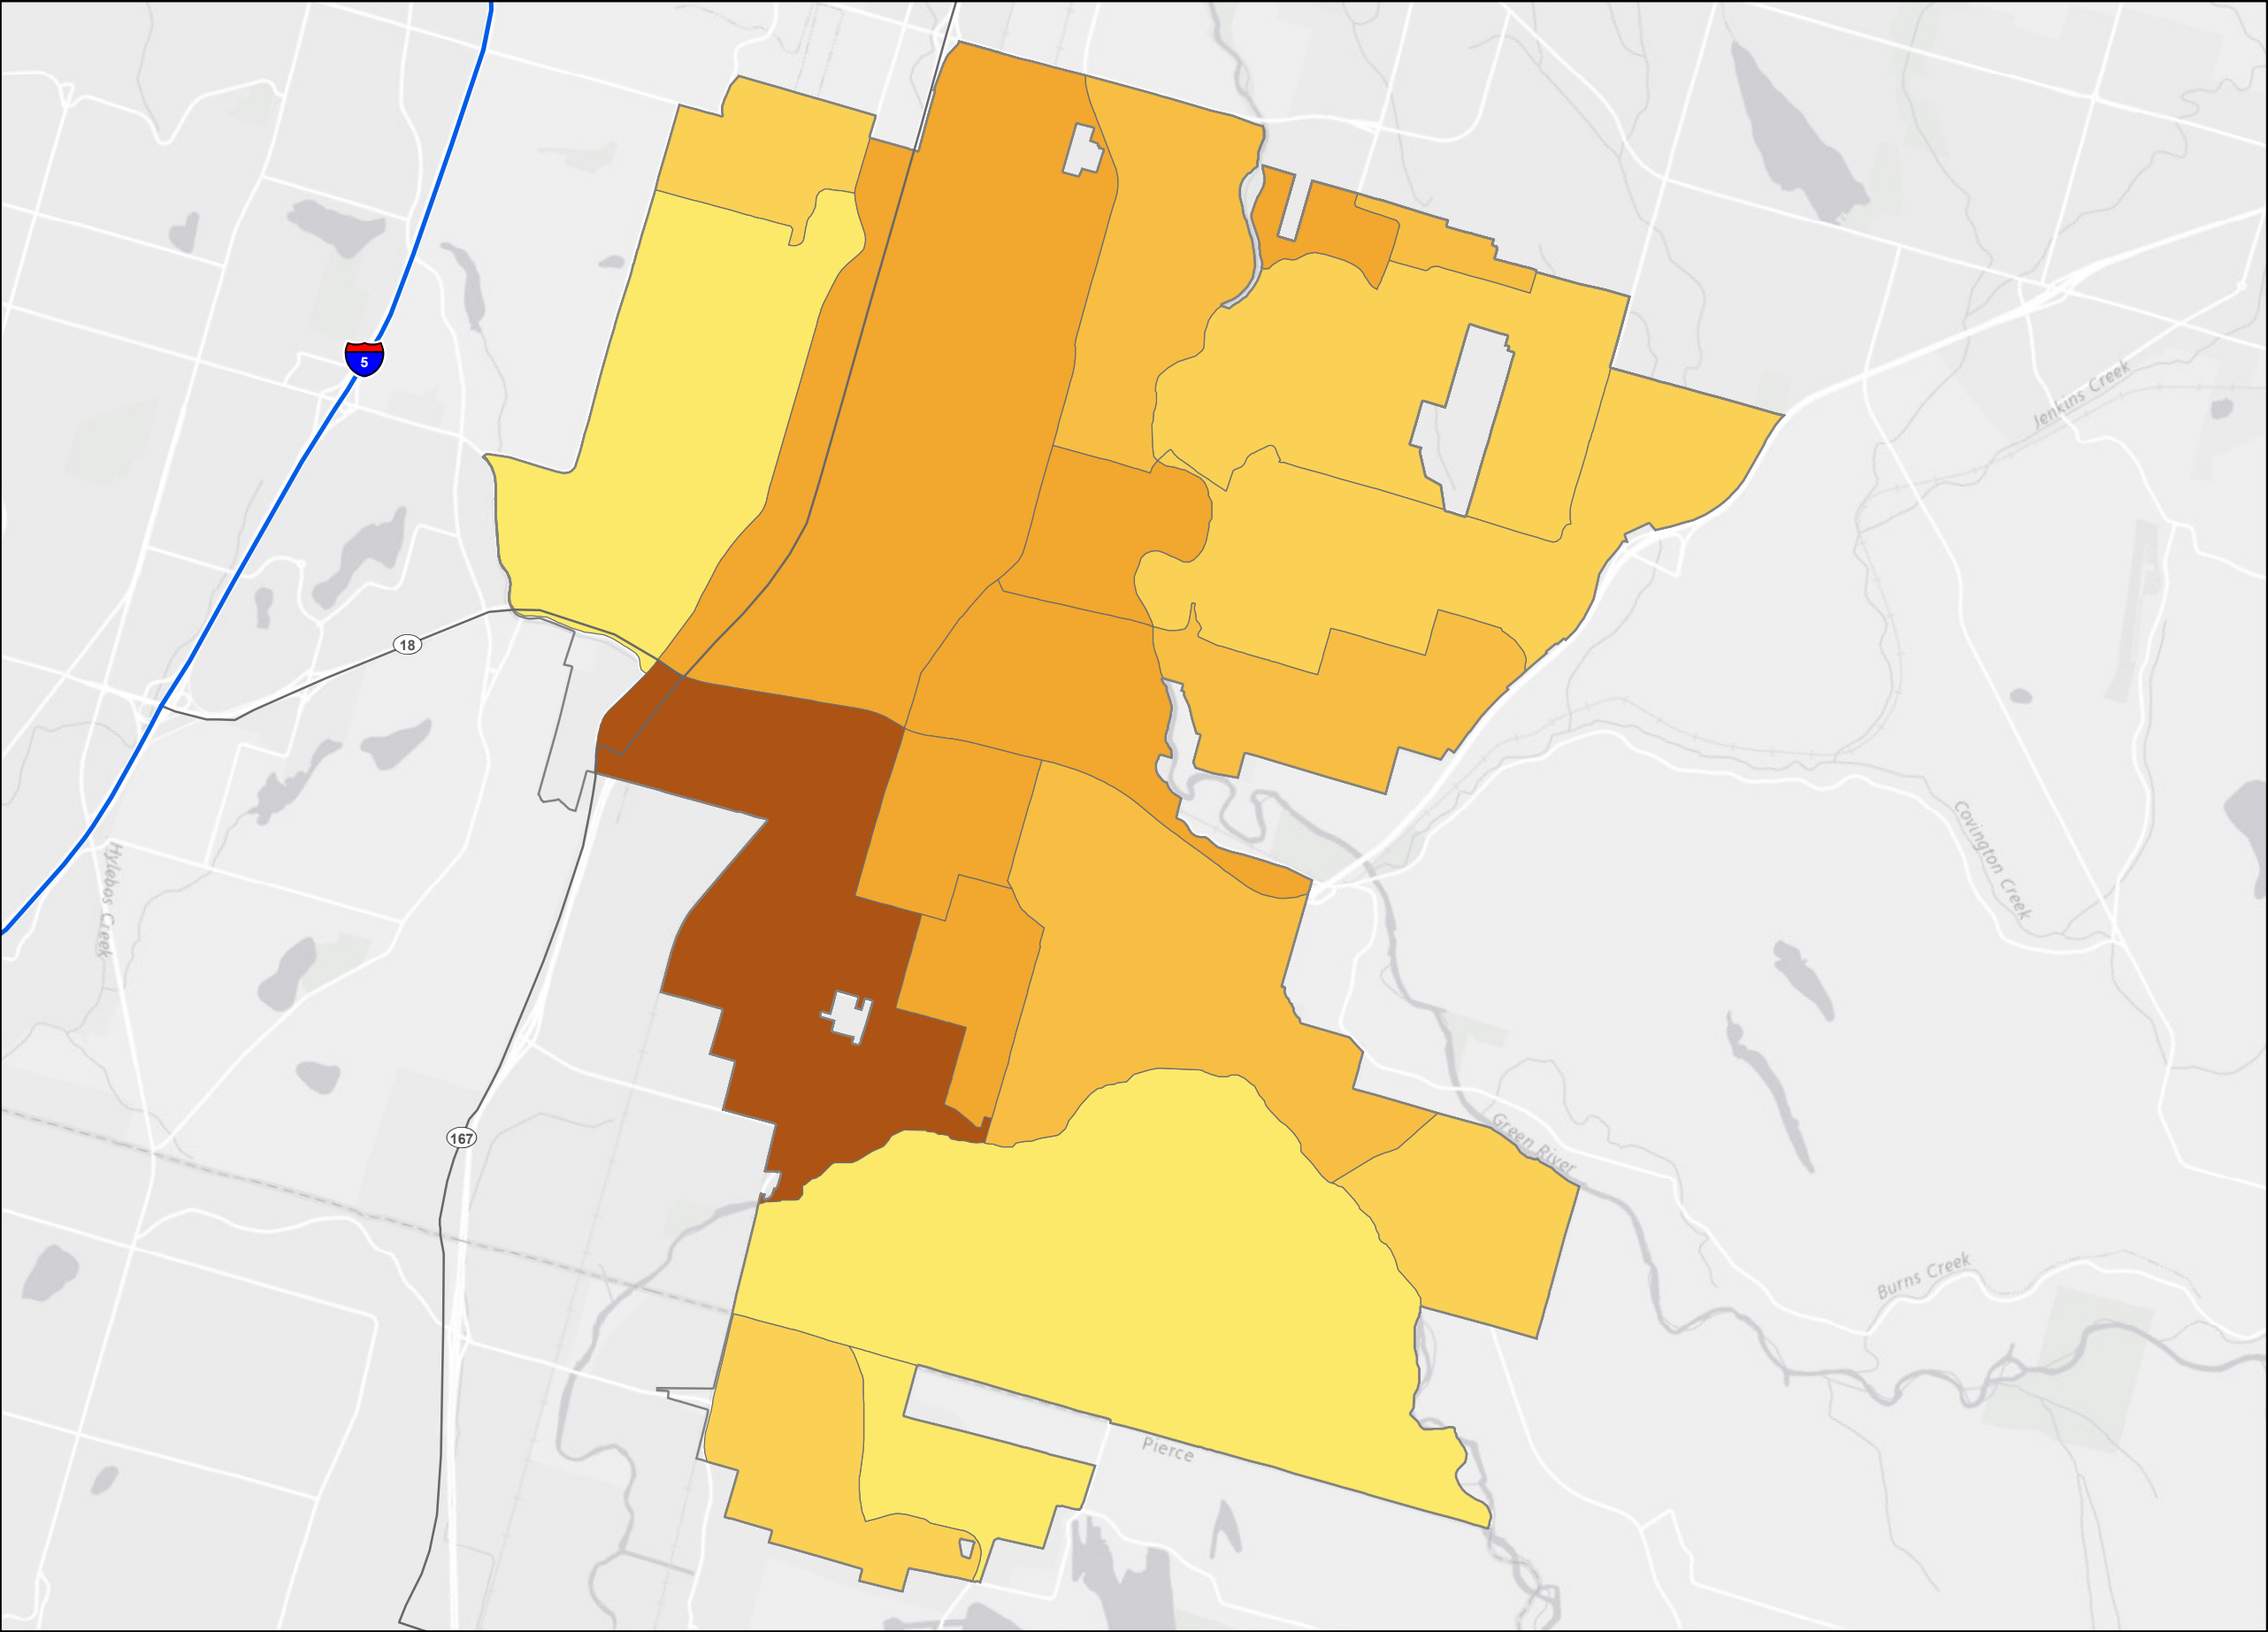 5
Jenkins Creek
18
Covington Creek
Hylebos Creek
167
Green River
Burns Creek
Pierce